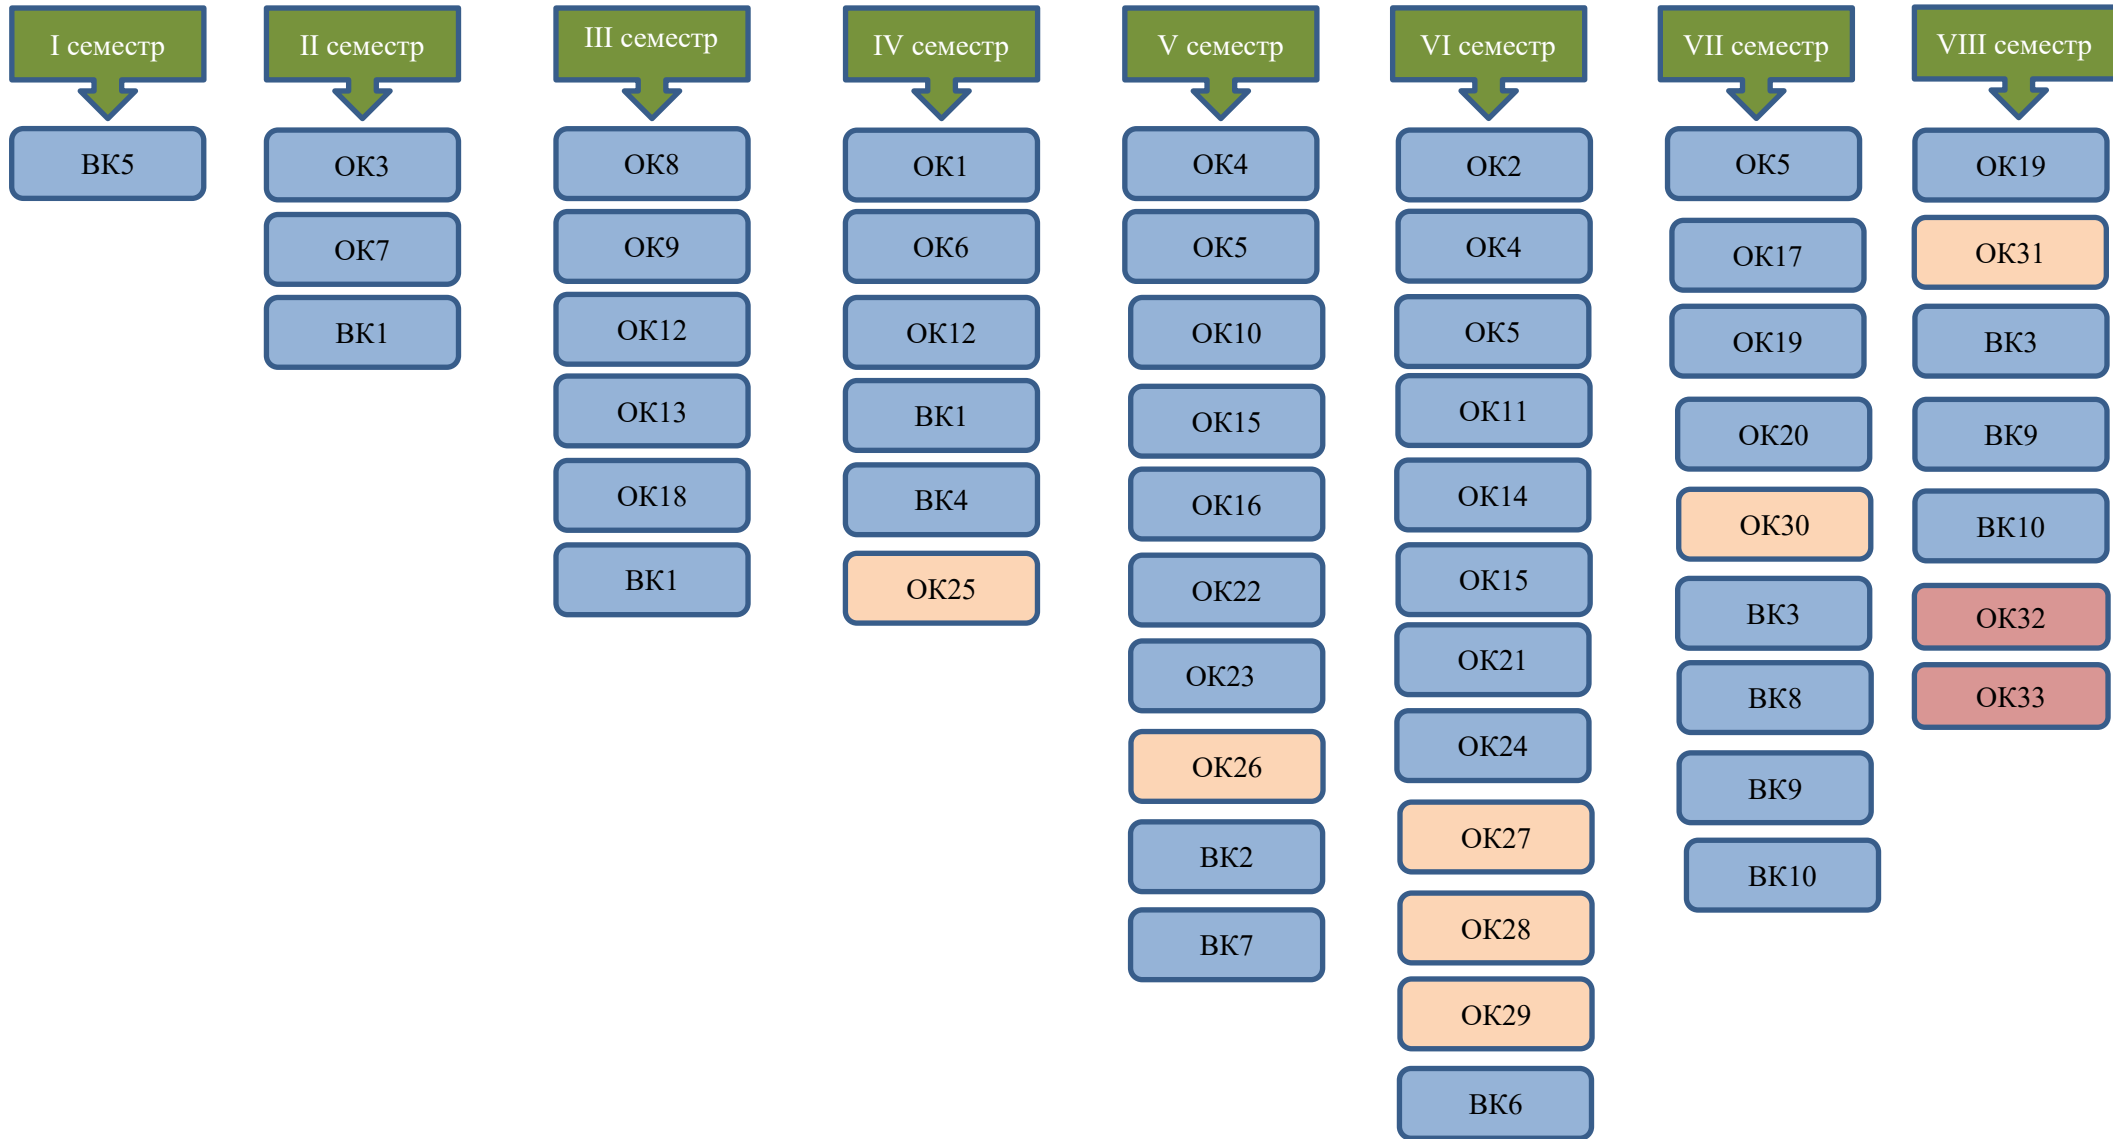 I семестр
ВК5
II семестр
ОК3
ОК7
ВК1
III семестр
ОК8
ОК9
ОК12
ОК13
ОК18
ВК1
IV семестр
ОК1
ОК6
ОК12
ВК1
ВК4
ОК25
V семестр
ОК4
ОК5
ОК10
ОК15
ОК16
ОК22
ОК23
ОК26
ВК2
ВК7
VI семестр
ОК2
ОК4
ОК5
ОК11
ОК14
ОК15
ОК21
ОК24
ОК27
ОК28
ОК29
ВК6
VII семестр
ОК5
ОК17
ОК19
ОК20
ОК30
ВК3
ВК8
ВК9
ВК10
VIII семестр
ОК19
ОК31
ВК3
ВК9
ВК10
ОК32
ОК33